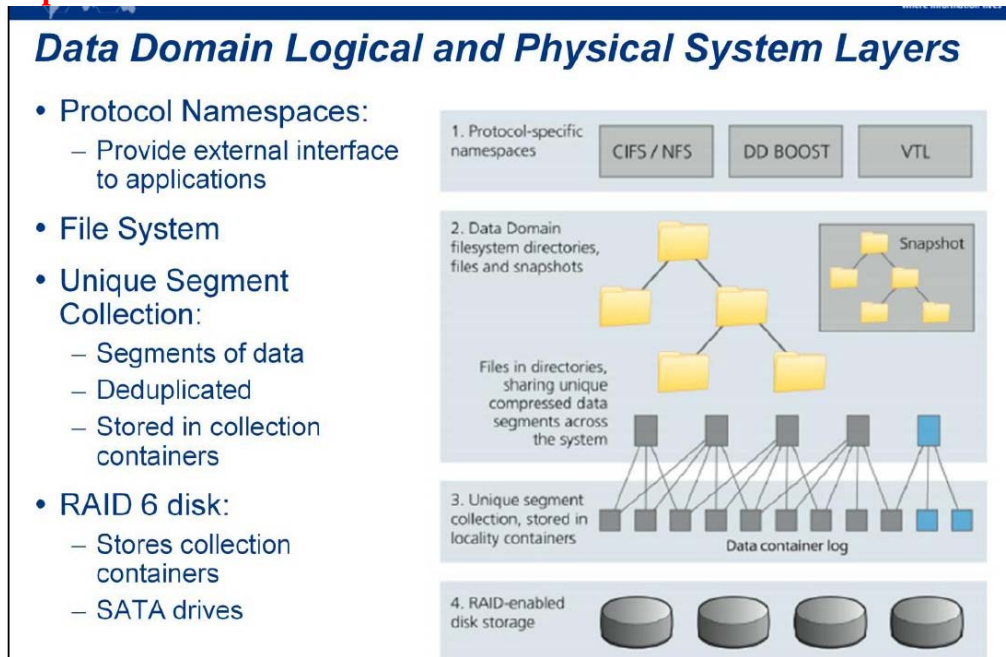 Data Domain Logical and Physical System Layers
• Protocol Namespaces:
– Provide external interface
to applications
• File System
• Unique Segment
Collection:
– Segments of data
– Deduplicated
– Stored in collection
containers
• RAID 6 disk:
– Stores collection
containers
– SATA drives
1. Protocol-specific
namespaces
CIFS / NFS
DD BOOST
VTL
2. Data Domain
filesystem directories,
files and snapshots
Snapshot
Files in directories,
sharing unique
compressed data
segments across
the system
3. Unique segment
collection, stored in
locality containers
Data container log
4. RAID-enabled
disk storage